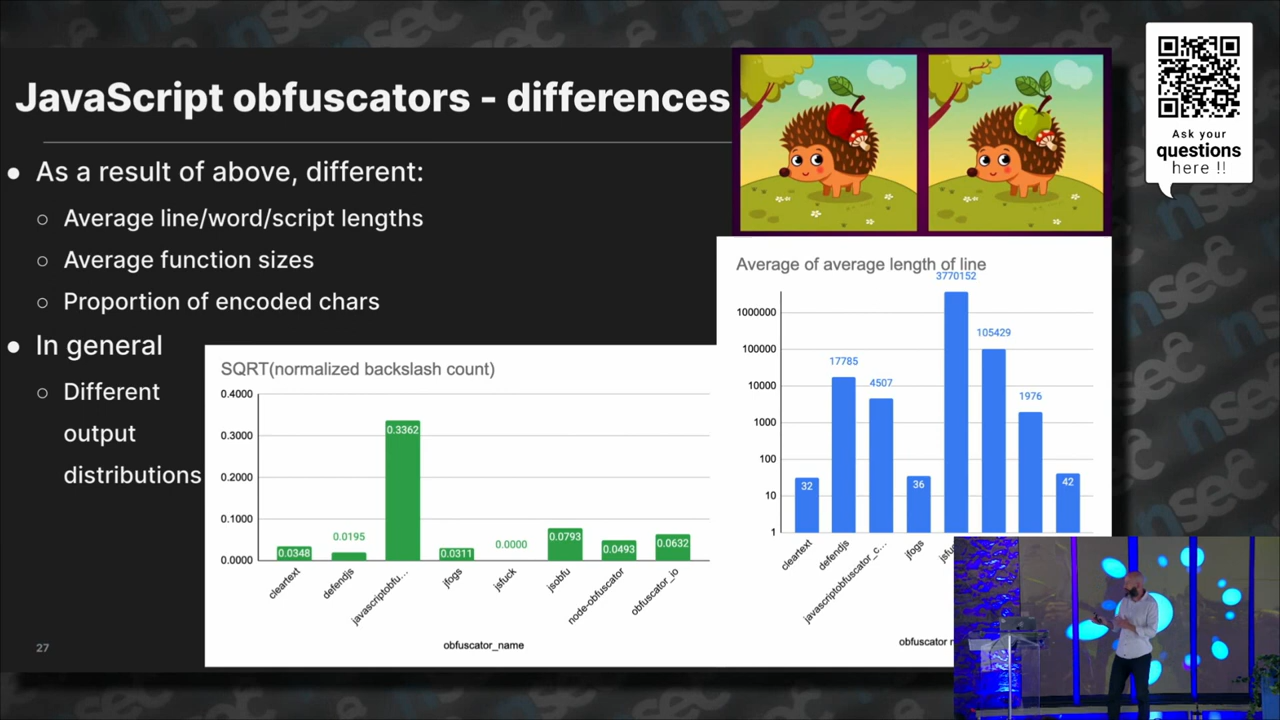 JavaScript obfuscators - differences
Ask your
questions
here !!
● As a result of above, different:
○ Average line/word/script lengths
○ Average function sizes
○ Proportion of encoded chars
● In general
○ Different
output
distributions
SQRT(normalized backslash count)
0.4000
0.3000
0.2000
0.1000
0.0000
0.0348
0.0195
0.3362
0.0311
0.0000
0.0793
0.0493
0.0632
cleartext
defendjs
javascriptobfu...
jfogs
jsfuck
jsobfu
node-obfuscator
obfuscator_io
obfuscator_name
Average of average length of line
1000000
100000
10000
1000
100
10
1
32
17785
4507
36
3770152
105429
1976
42
cleartext
defendjs
javascriptobfuscator_c...
jfogs
obfuscator
27
nsec
nsec
nsec
nsec